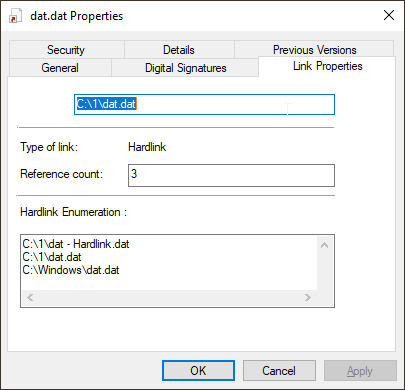 dat.dat Properties
Security Details Previous Versions
General Digital Signatures Link Properties
C:\1\dat.dat
Type of link: Hardlink
Reference count: 3
Hardlink Enumeration :
C:\1\dat - Hardlink.dat
C:\1\dat.dat
C:\Windows\dat.dat
OK Cancel Apply